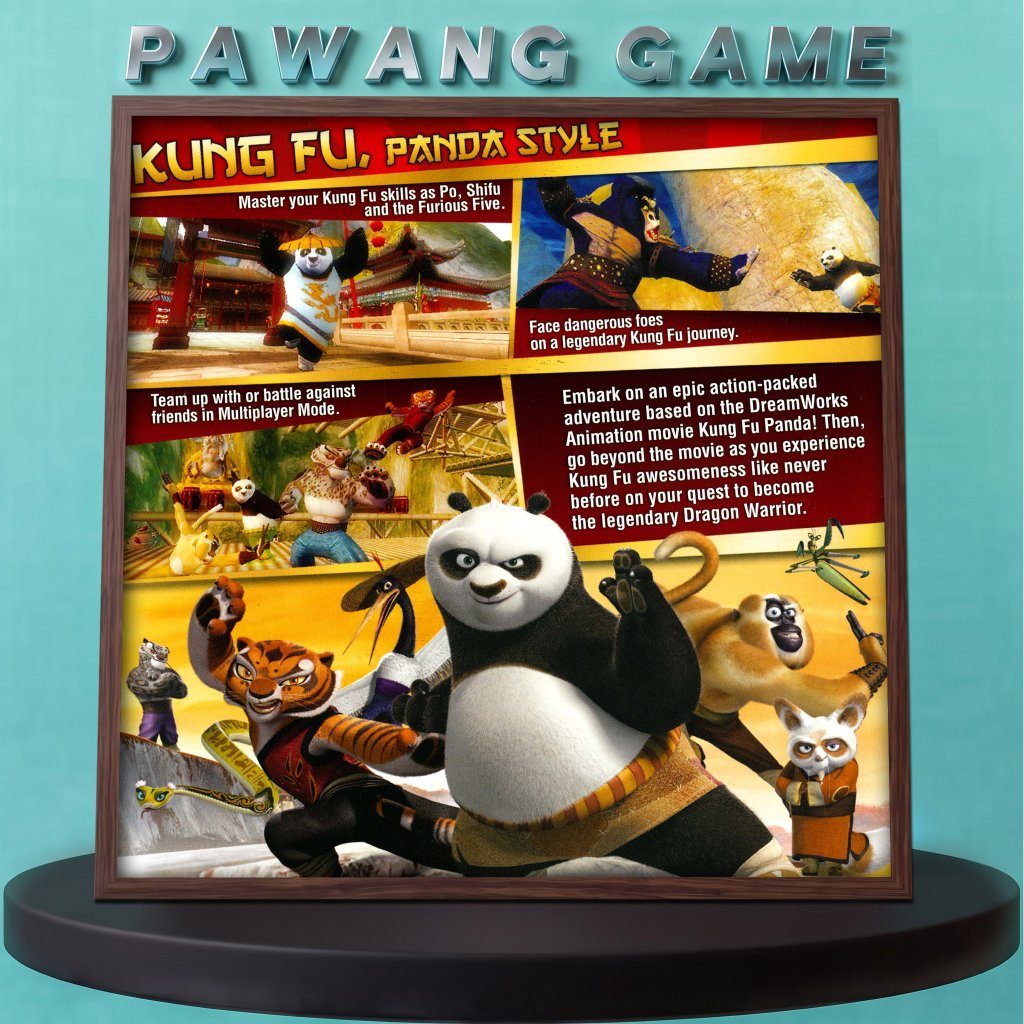 PAWANG GAME
KUNG FU, PANDA STYLE
Master your Kung Fu skills as Po, Shifu
and the Furious Five.
Face dangerous foes
on a legendary Kung Fu journey.
Team up with or battle against
friends in Multiplayer Mode.
Embark on an epic action-packed
adventure based on the DreamWorks
Animation movie Kung Fu Panda! Then,
go beyond the movie as you experience
Kung Fu awesomeness like never
before on your quest to become
the legendary Dragon Warrior.